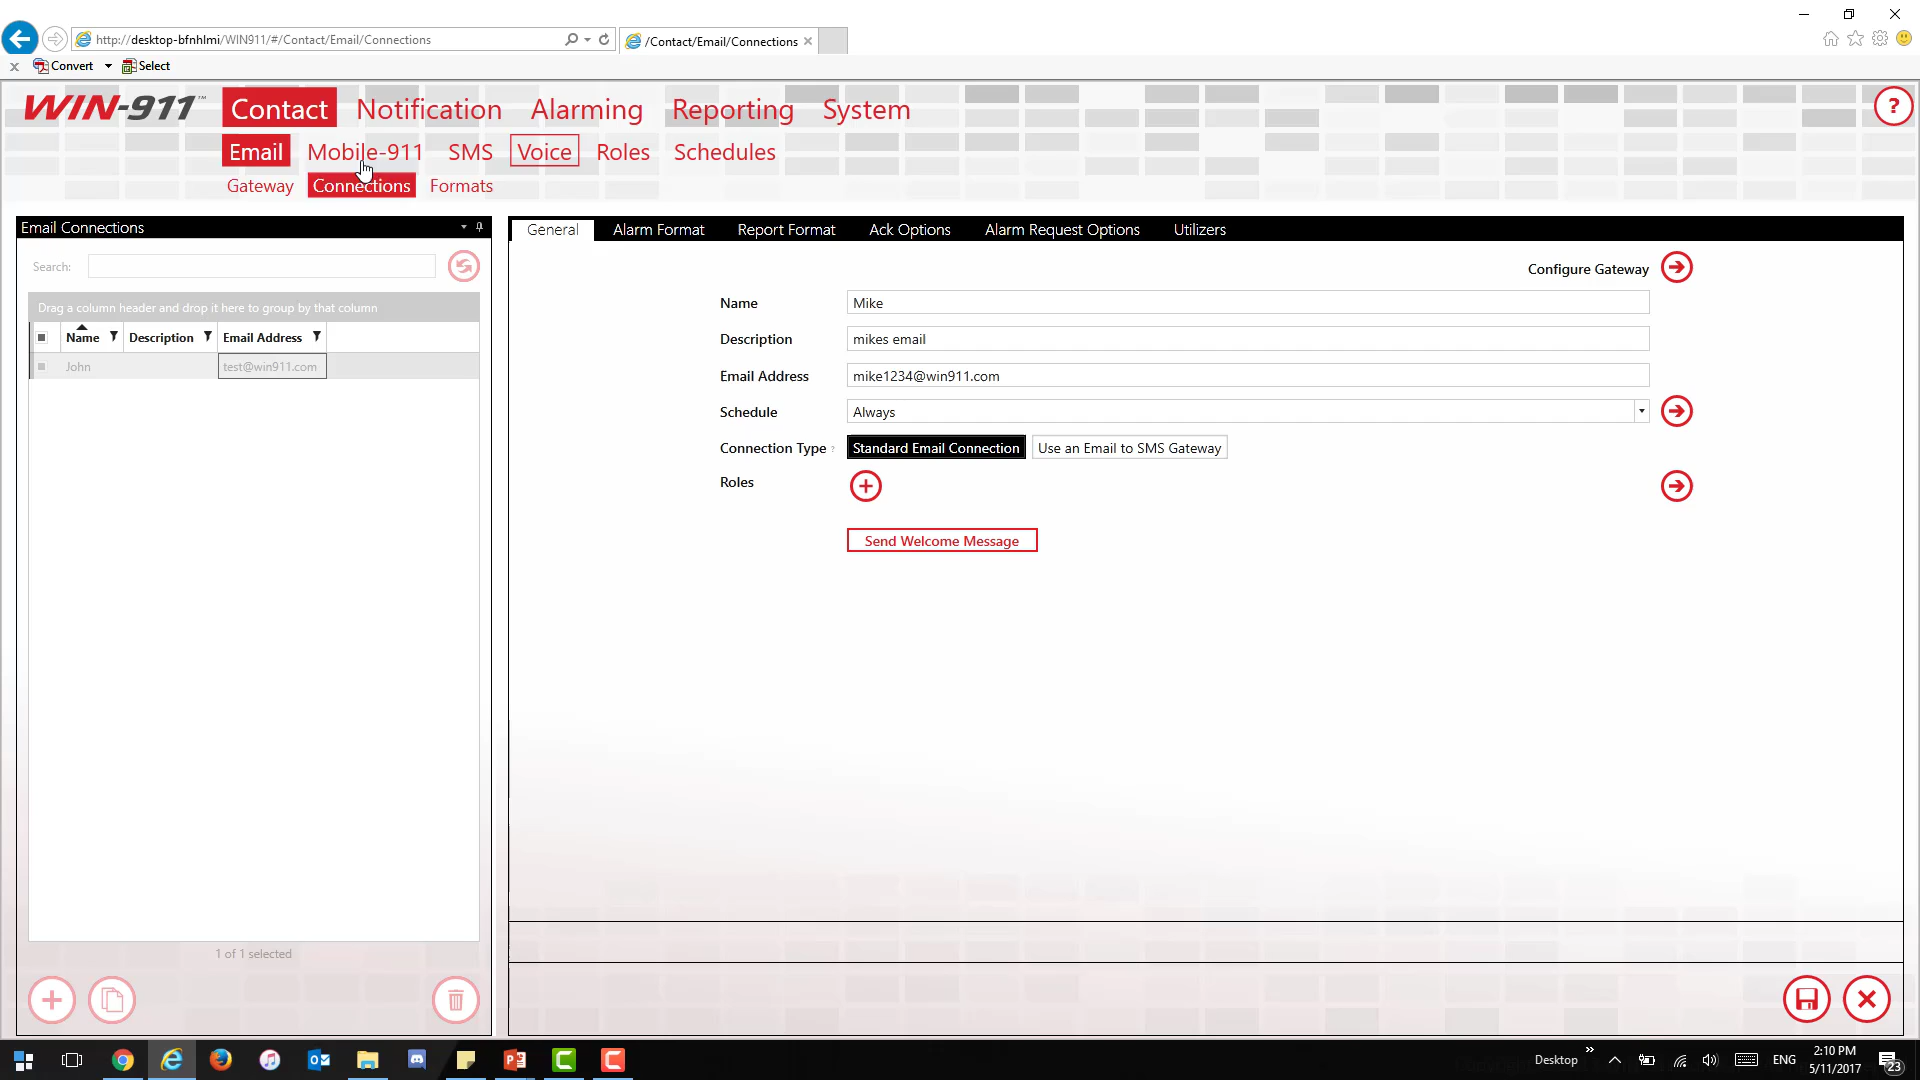 http://desktop-bfnhlmi/WIN911/#/Contact/Email/Connections
/Contact/Email/Connections
x Convert Select
WIN-911™ Contact Notification Alarming Reporting System ?
Email Mobile-911 SMS Voice Roles Schedules
Gateway Connections Formats
Email Connections
Search:
Drag a column header and drop it here to group by that column
Name Description Email Address
John test@win911.com
1 of 1 selected
General Alarm Format Report Format Ack Options Alarm Request Options Utilizers
Configure Gateway
Name Mike
Description mikes email
Email Address mike1234@win911.com
Schedule Always
Connection Type ? Standard Email Connection Use an Email to SMS Gateway
Roles
Send Welcome Message
Desktop » ENG 2:10 PM
5/11/2017 23